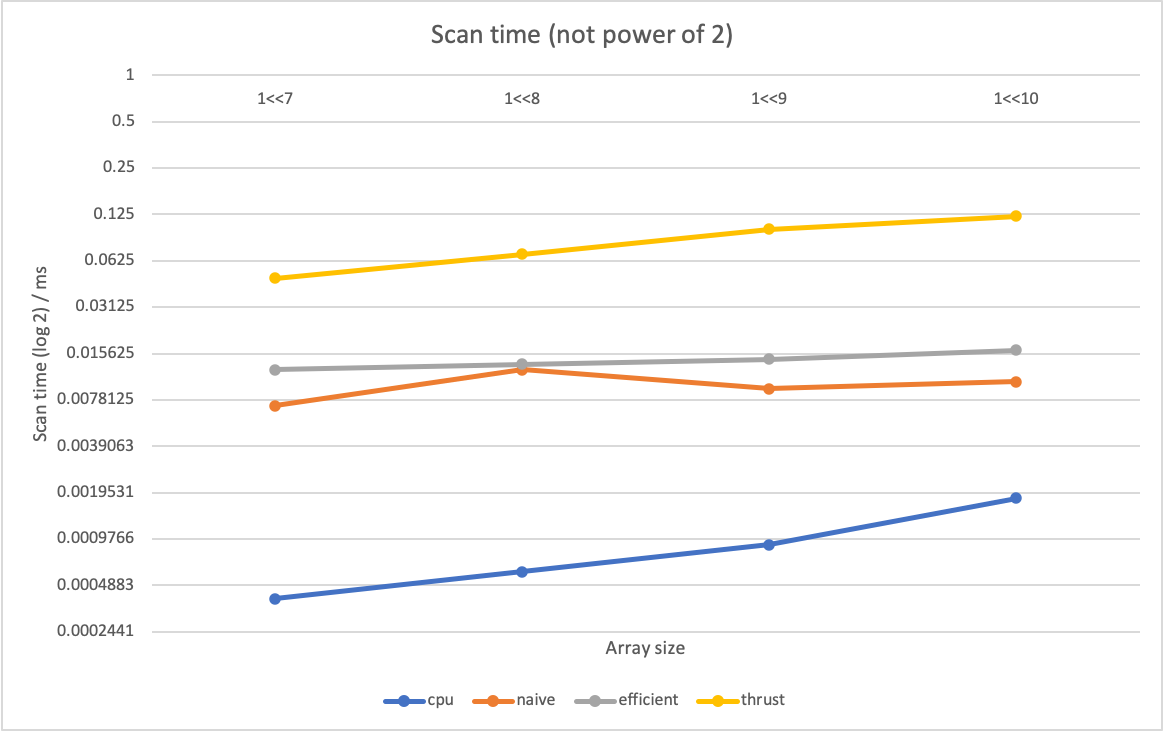 Scan time (not power of 2)
1
1<<7 1<<8 1<<9 1<<10
0.5
0.25
0.125
0.0625
0.03125
0.015625
0.0078125
0.0039063
0.0019531
0.0009766
0.0004883
0.0002441
Scan time (log 2) / ms
Array size
cpu naive efficient thrust